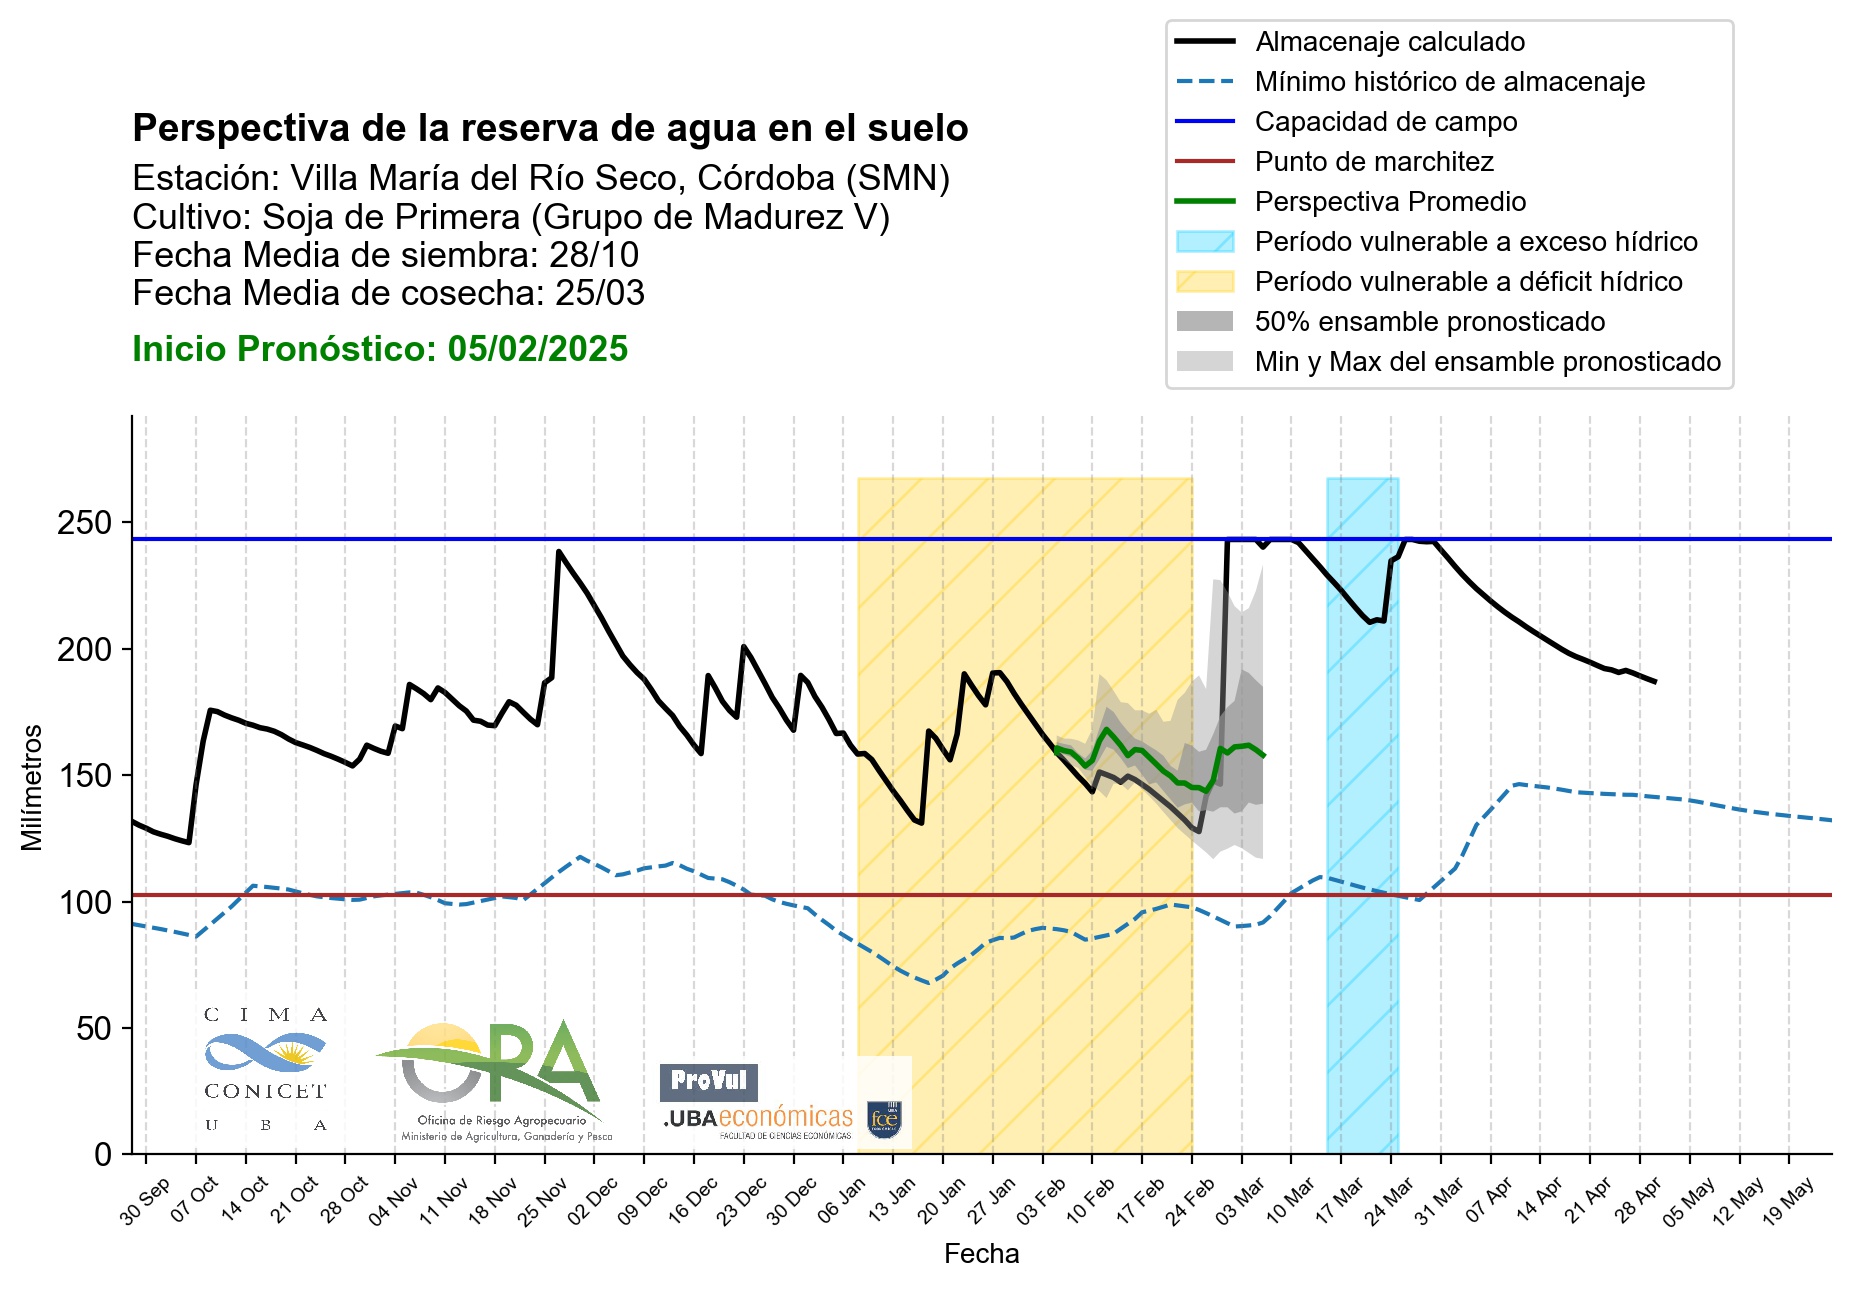 Almacenaje calculado
Mínimo histórico de almacenaje
Capacidad de campo
Punto de marchitez
Perspectiva Promedio
Período vulnerable a exceso hídrico
Período vulnerable a déficit hídrico
50% ensamble pronosticado
Min y Max del ensamble pronosticado
Perspectiva de la reserva de agua en el suelo
Estación: Villa María del Río Seco, Córdoba (SMN)
Cultivo: Soja de Primera (Grupo de Madurez V)
Fecha Media de siembra: 28/10
Fecha Media de cosecha: 25/03
Inicio Pronóstico: 05/02/2025
Milímetros
250
200
150
100
50
0
CIMA
CONICET
UBA
ORA
Oficina de Riesgo Agropecuario
Ministerio de Agricultura, Ganadería y Pesca
ProVul
.UBAeconómicas
FACULTAD DE CIENCIAS ECONÓMICAS
fce
30 Sep
07 Oct
14 Oct
21 Oct
28 Oct
04 Nov
11 Nov
18 Nov
25 Nov
02 Dec
09 Dec
16 Dec
23 Dec
30 Dec
06 Jan
13 Jan
20 Jan
27 Jan
03 Feb
10 Feb
17 Feb
24 Feb
03 Mar
10 Mar
17 Mar
24 Mar
31 Mar
07 Apr
14 Apr
21 Apr
28 Apr
05 May
12 May
19 May
Fecha